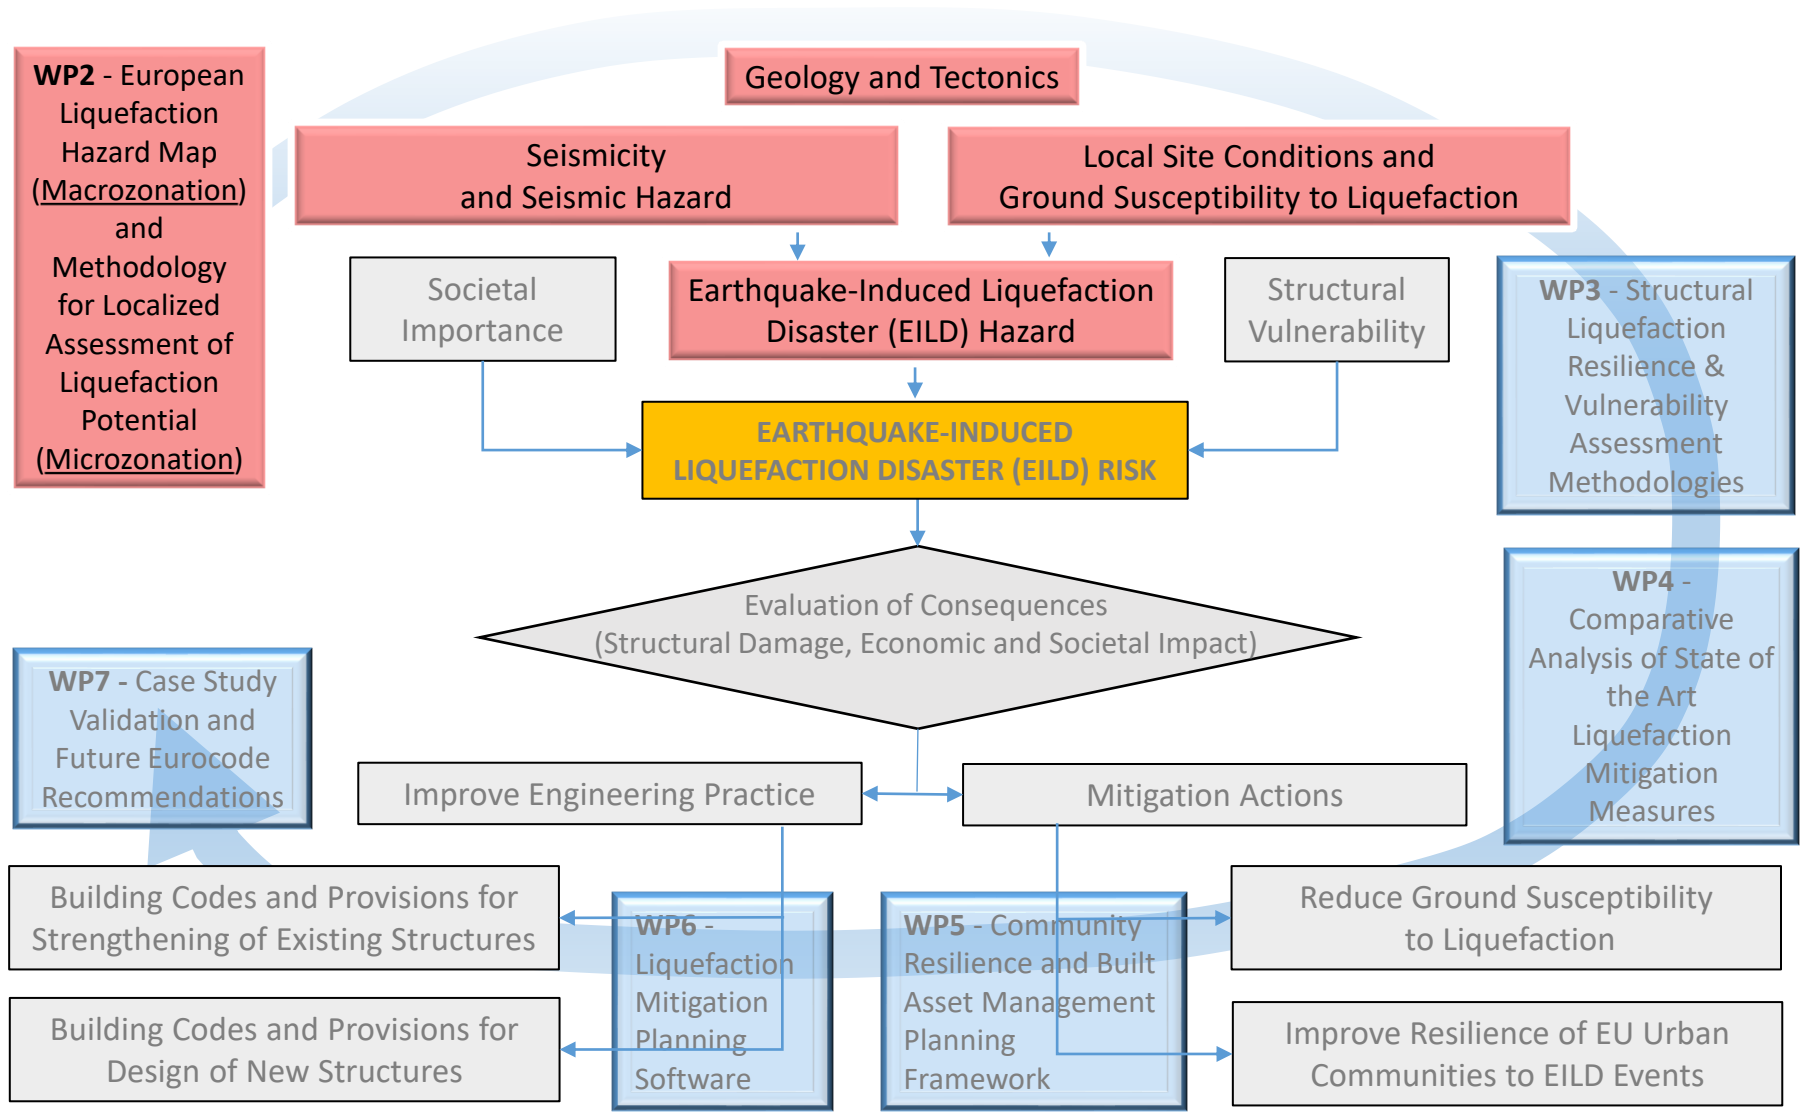 WP2 - European
Liquefaction
Hazard Map
(Macrozonation)
and
Methodology
for Localized
Assessment of
Liquefaction
Potential
(Microzonation)
Geology and Tectonics
Seismicity
and Seismic Hazard
Local Site Conditions and
Ground Susceptibility to Liquefaction
Societal
Importance
Earthquake-Induced Liquefaction
Disaster (EILD) Hazard
Structural
Vulnerability
WP3 - Structural
Liquefaction
Resilience &
Vulnerability
Assessment
Methodologies
EARTHQUAKE-INDUCED
LIQUEFACTION DISASTER (EILD) RISK
Evaluation of Consequences
(Structural Damage, Economic and Societal Impact)
WP4 -
Comparative
Analysis of State of
the Art
Liquefaction
Mitigation
Measures
WP7 - Case Study
Validation and
Future Eurocode
Recommendations
Improve Engineering Practice
Mitigation Actions
Building Codes and Provisions for
Strengthening of Existing Structures
WP6 -
Liquefaction
Mitigation
Planning
Software
WP5 - Community
Resilience and Built
Asset Management
Planning
Framework
Reduce Ground Susceptibility
to Liquefaction
Building Codes and Provisions for
Design of New Structures
Improve Resilience of EU Urban
Communities to EILD Events